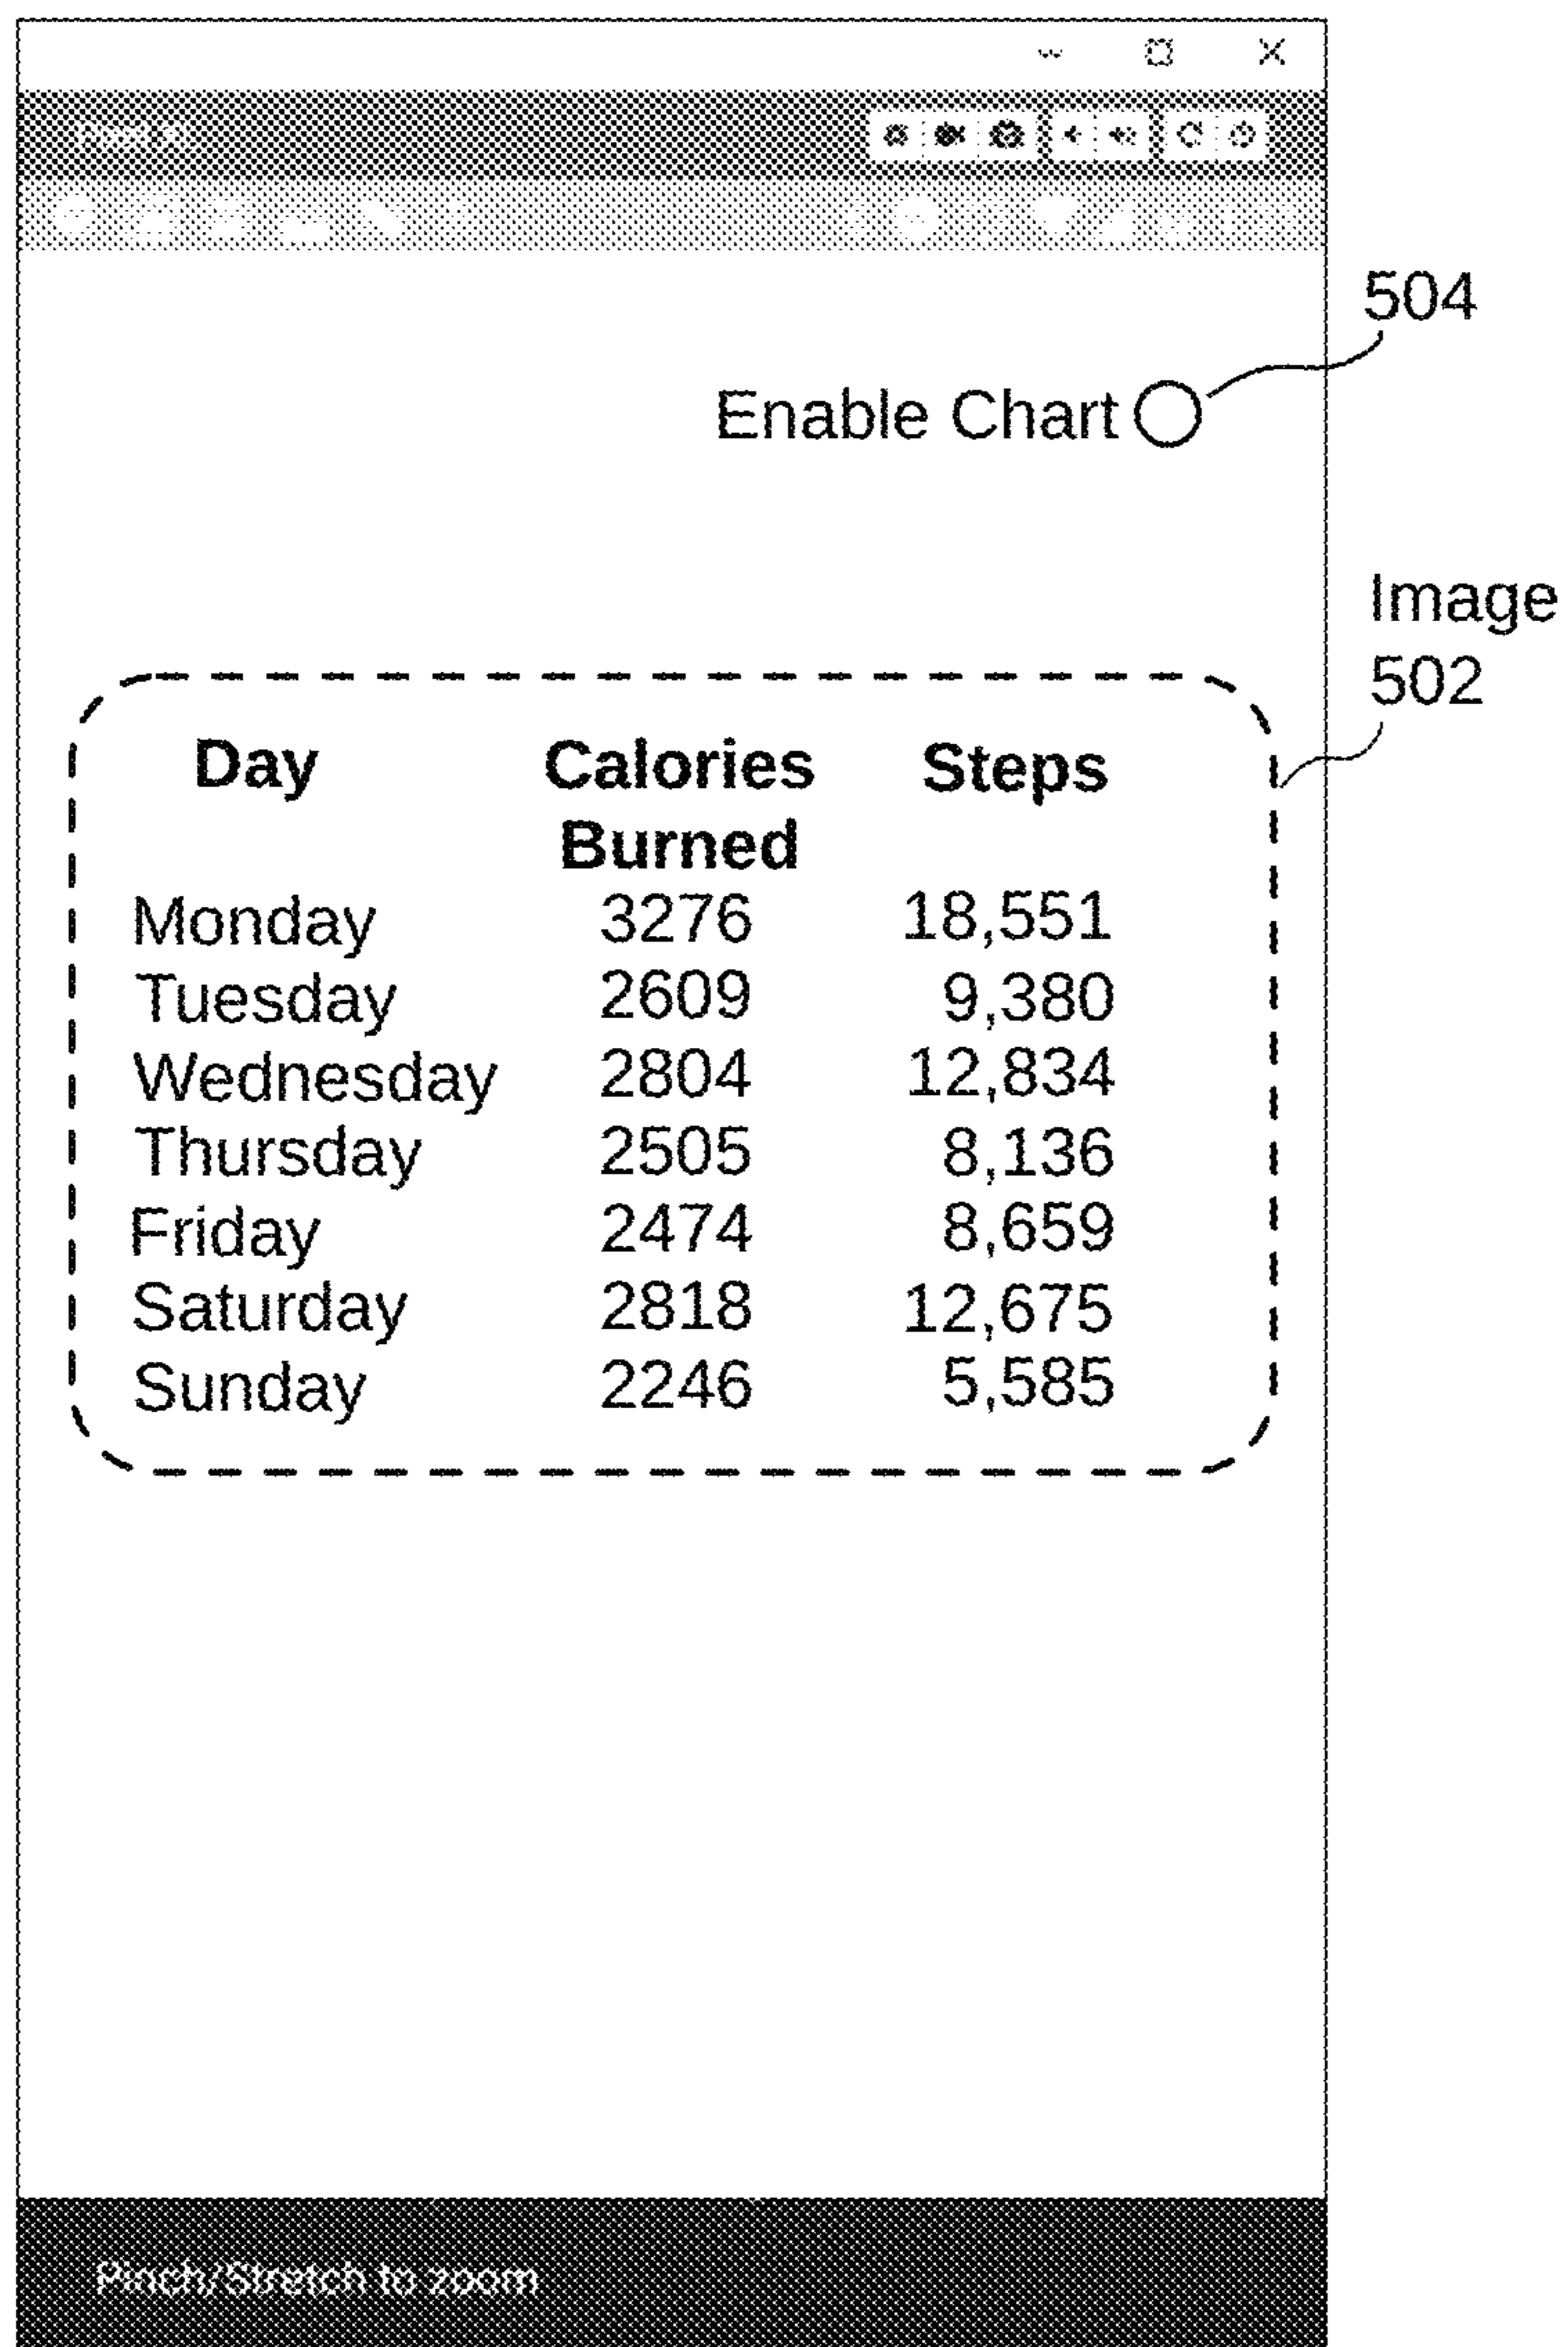 504
Enable Chart
Image
502
Day Calories Steps
Burned
Monday 3276 18,551
Tuesday 2609 9,380
Wednesday 2804 12,834
Thursday 2505 8,136
Friday 2474 8,659
Saturday 2818 12,675
Sunday 2246 5,585
Pinch/Stretch to zoom